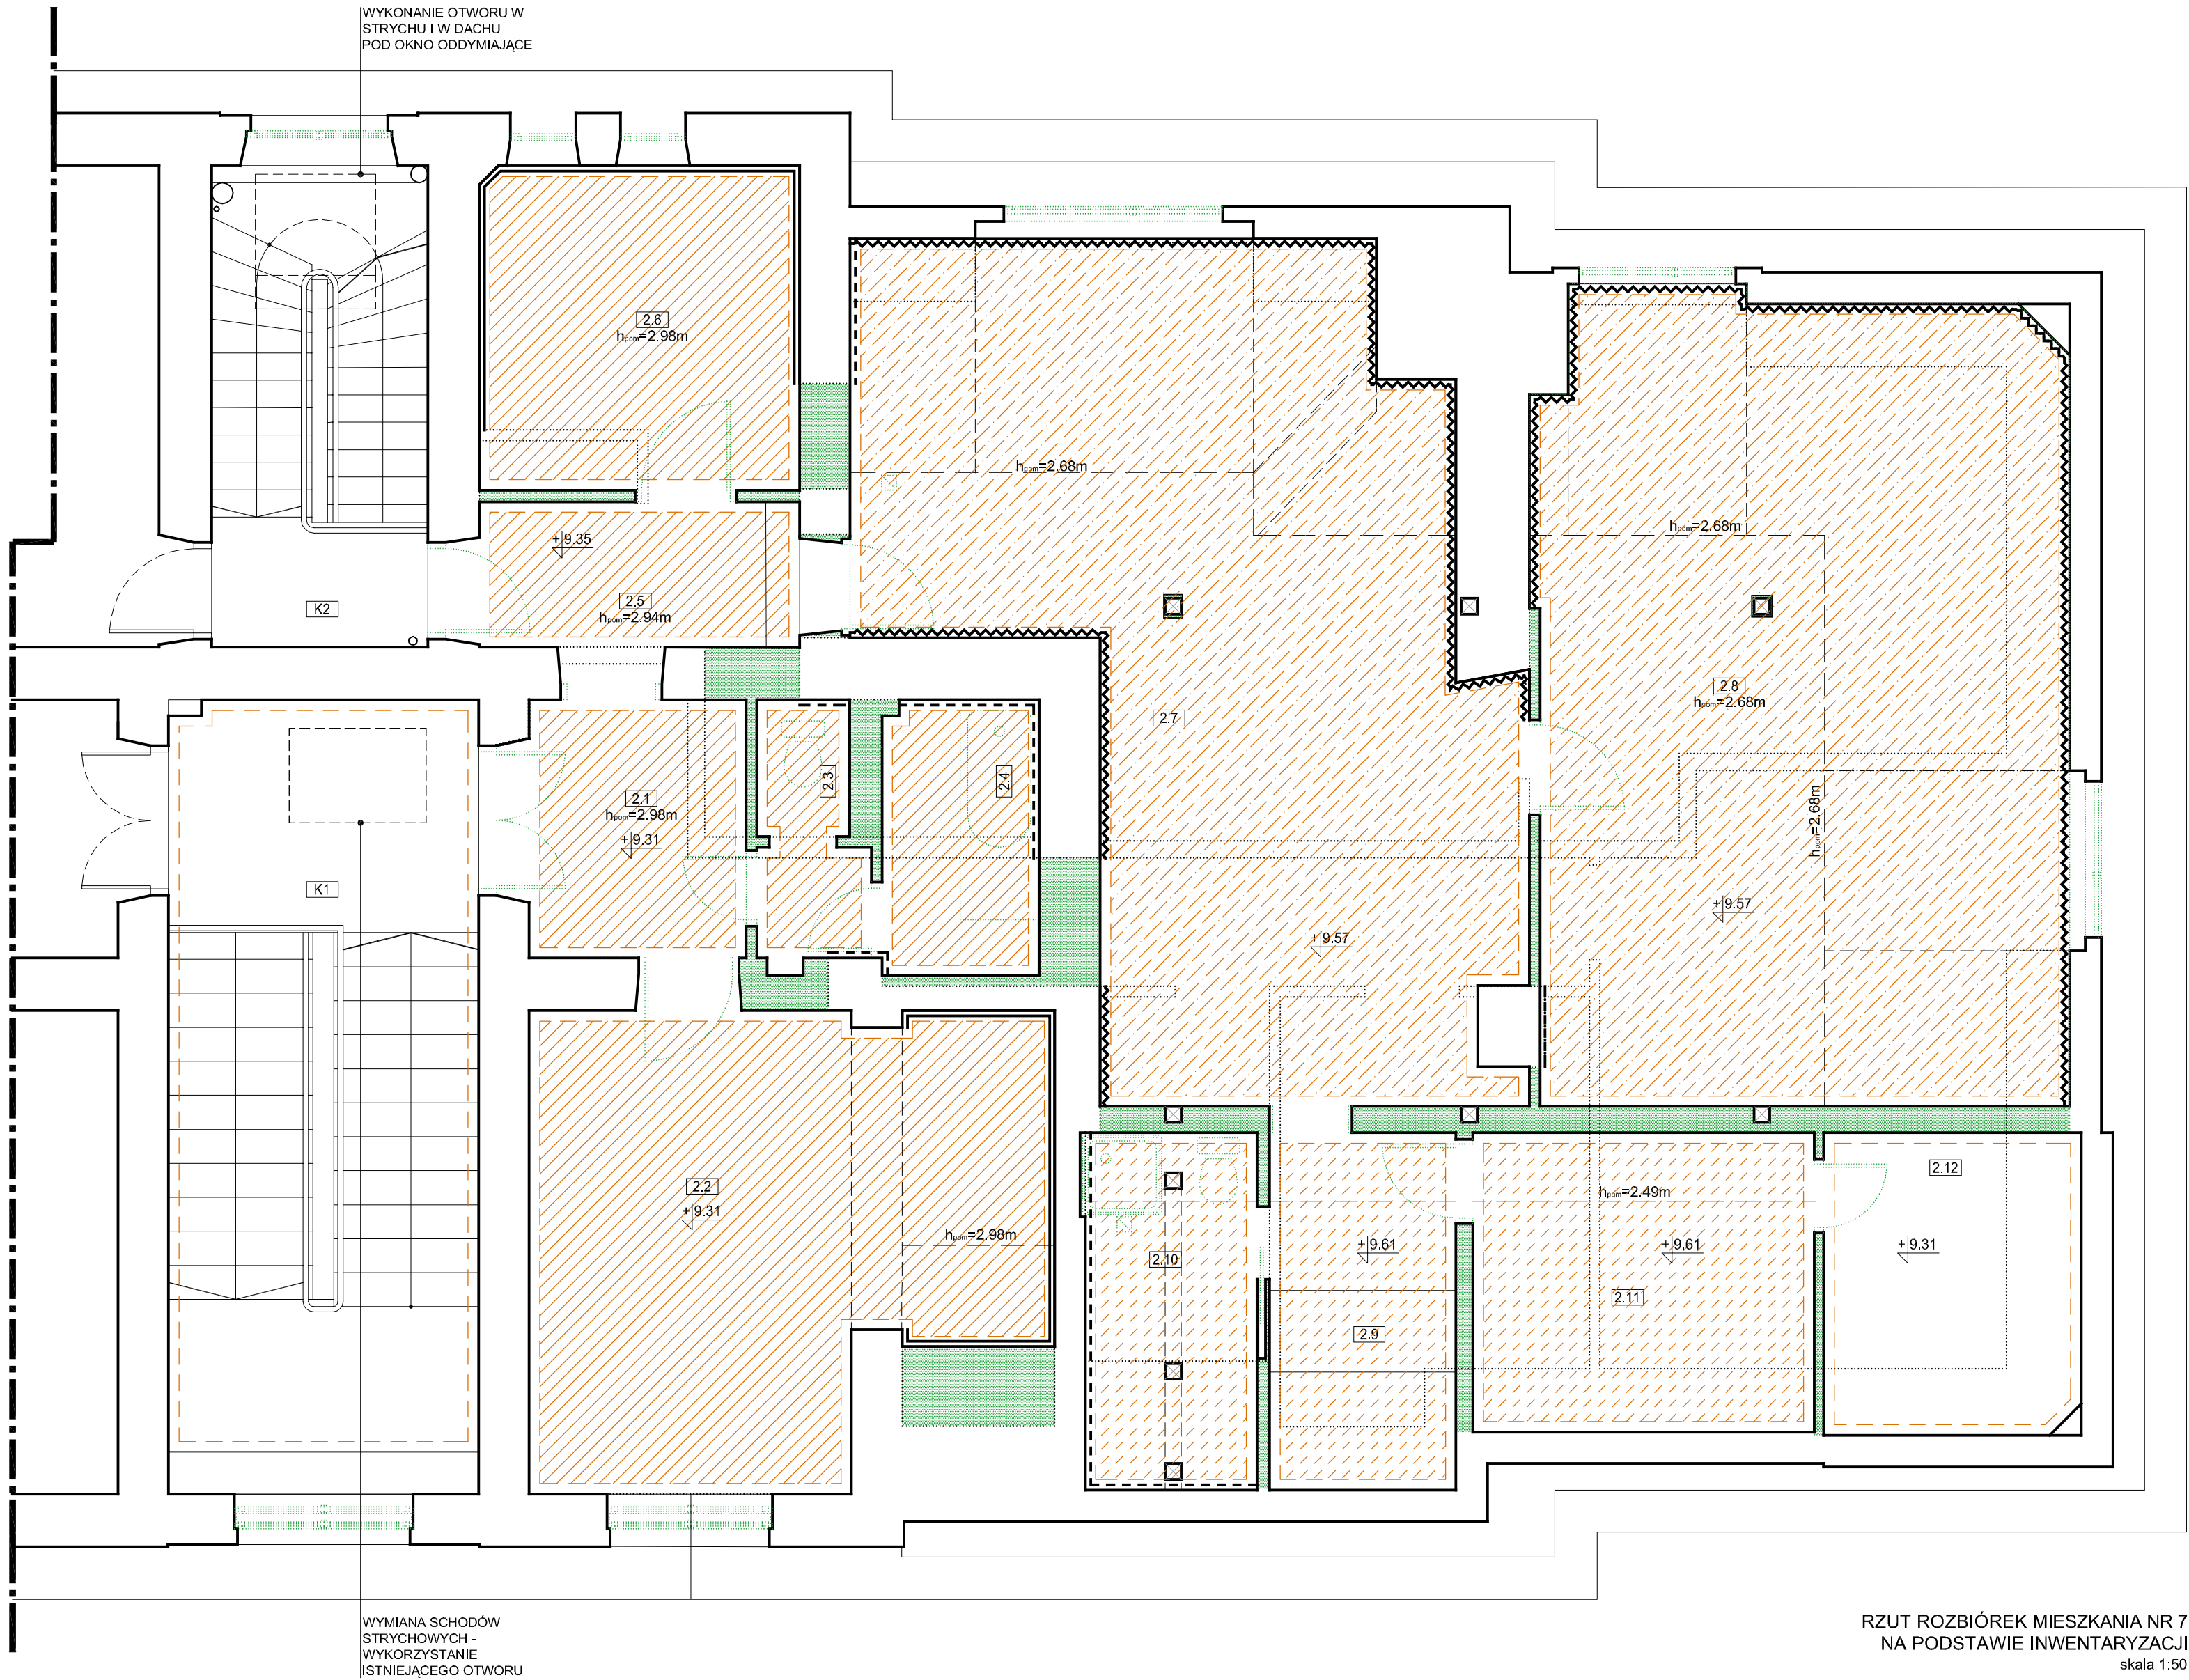 WYKONANIE OTWORU W
STRYCHU I W DACHU
POD OKNO ODDYMIAJĄCE
2.6
hpom=2.98m
hpom=2.68m
hpom=2.68m
+9.35
2.5
hpom=2.94m
K2
2.8
hpom=2.68m
2.7
2.3
2.4
2.1
hpom=2.98m
+9.31
hpom=2.68m
K1
+9.57
+9.57
2.12
2.2
+9.31
hpom=2.49m
hpom=2.98m
2.10
+9.61
+9.61
+9.31
2.11
2.9
WYMIANA SCHODÓW
STRYCHOWYCH -
WYKORZYSTANIE
ISTNIEJĄCEGO OTWORU
RZUT ROZBIÓREK MIESZKANIA NR 7
NA PODSTAWIE INWENTARYZACJI
skala 1:50